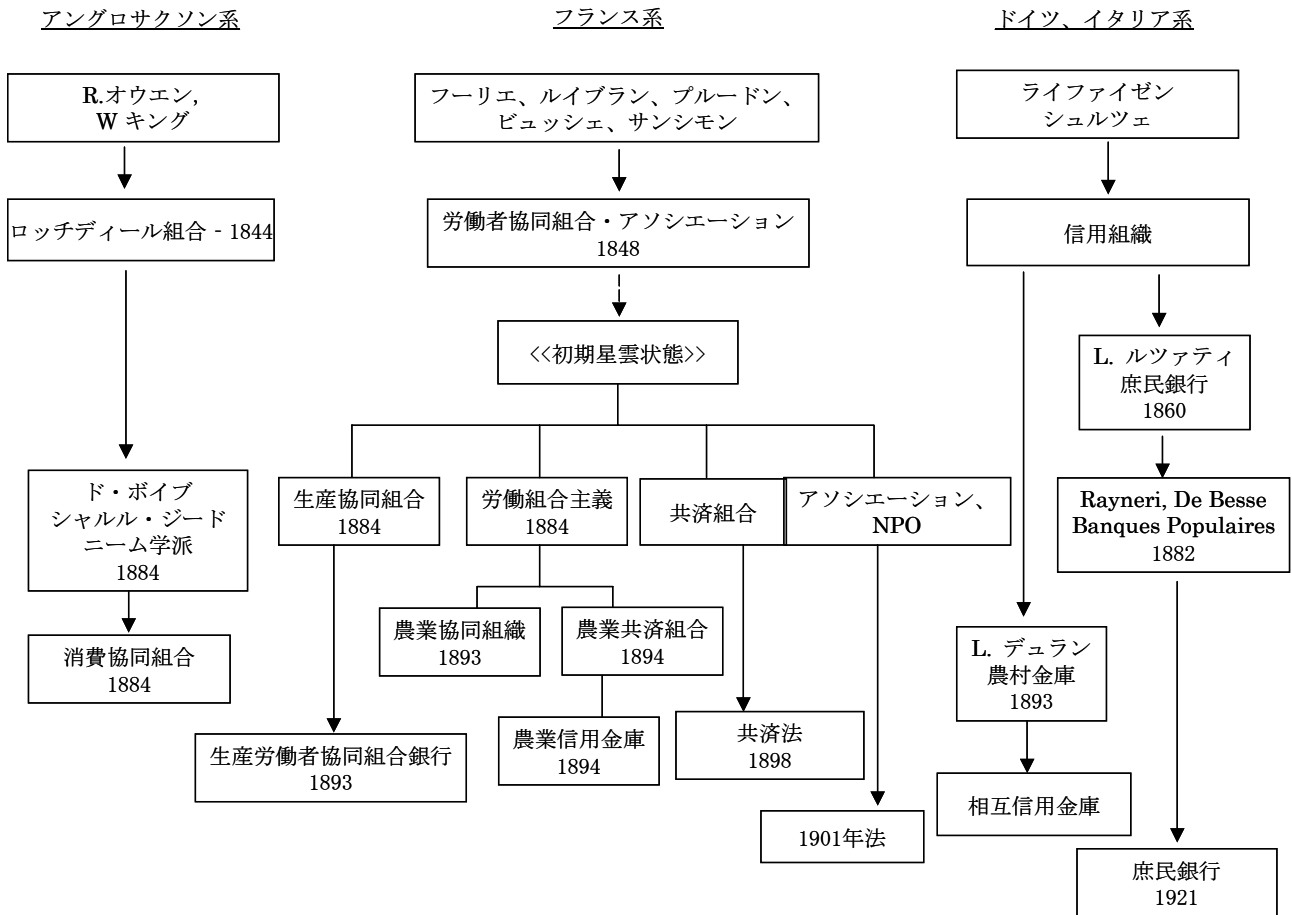 アングロサクソン系
フランス系
ドイツ、イタリア系
R.オウエン,
W キング
フーリエ、ルイブラン、プルードン、
ビュッシェ、サンシモン
ライファイゼン
シュルツェ
ロッチディール組合 - 1844
労働者協同組合・アソシエーション
1848
信用組織
<<初期星雲状態>>
L. ルツァティ
庶民銀行
1860
ド・ボイブ
シャルル・ジード
ニーム学派
1884
生産協同組合
1884
労働組合主義
1884
共済組合
アソシエーション、
NPO
Rayneri, De Besse
Banques Populaires
1882
農業協同組織
1893
農業共済組合
1894
消費協同組合
1884
L. デュラン
農村金庫
1893
生産労働者協同組合銀行
1893
農業信用金庫
1894
共済法
1898
相互信用金庫
1901年法
庶民銀行
1921